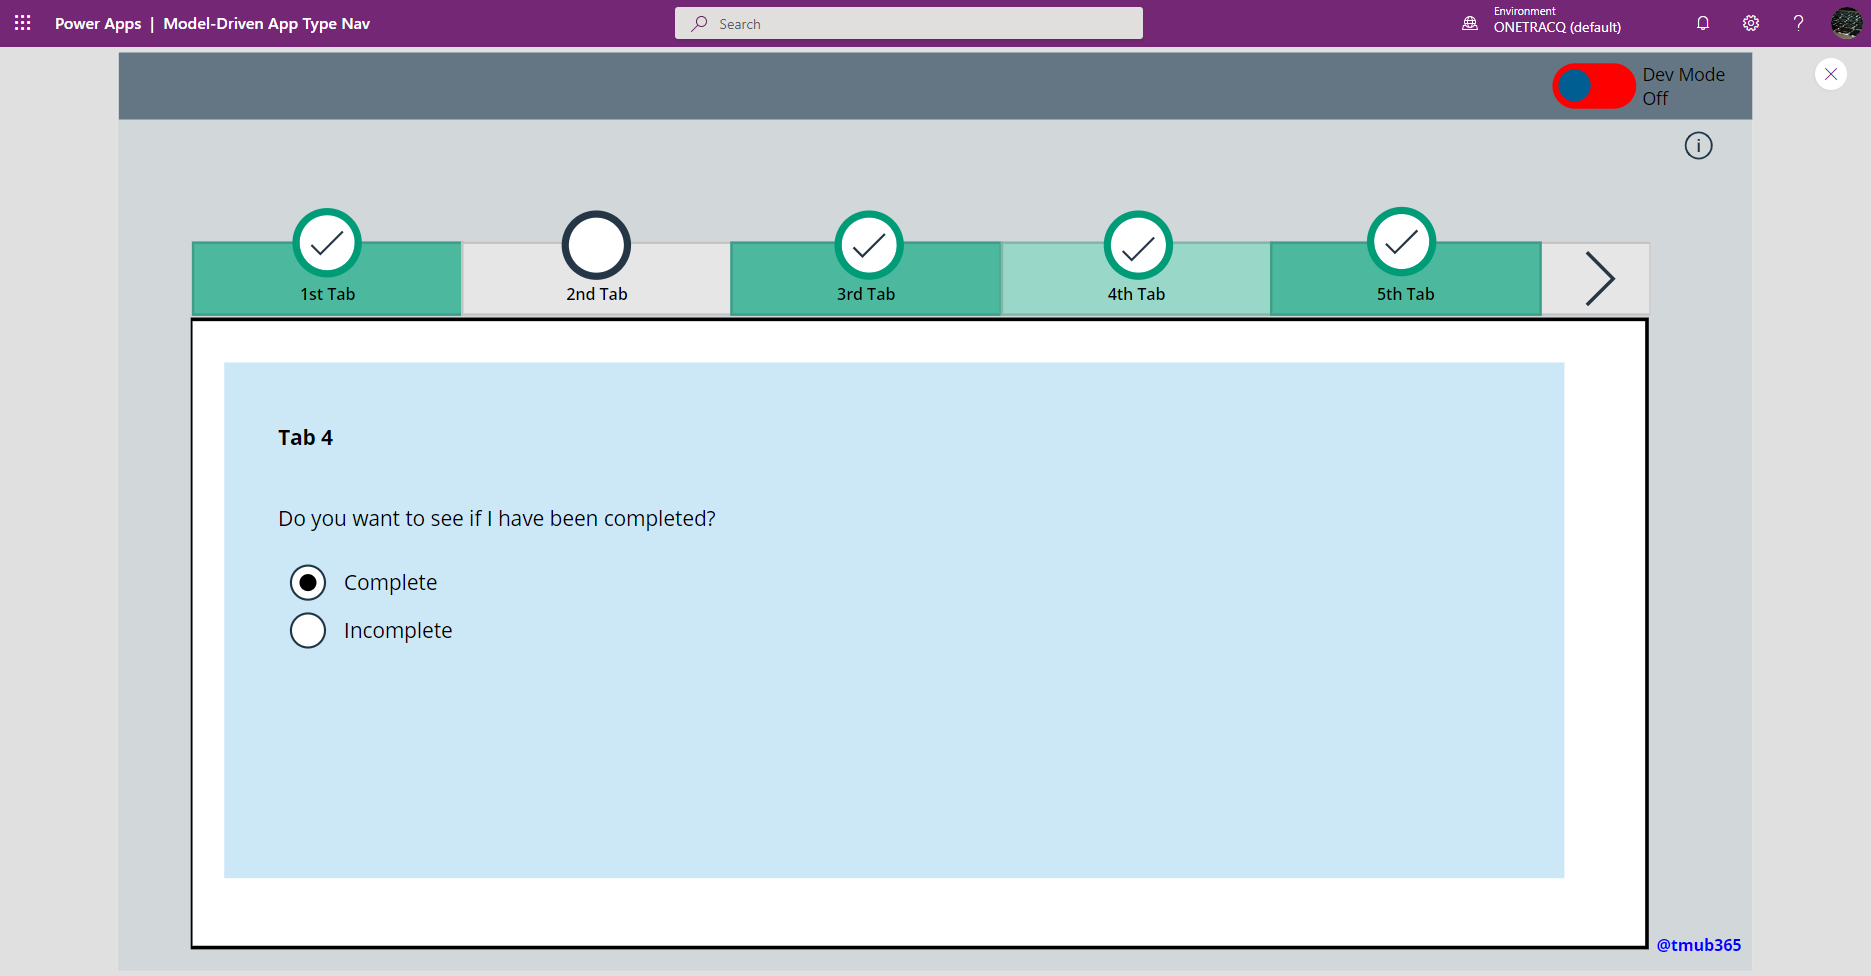 Power Apps | Model-Driven App Type Nav
Search
Environment
ONETRACQ (default)
Dev Mode
Off
1st Tab
2nd Tab
3rd Tab
4th Tab
5th Tab
Tab 4
Do you want to see if I have been completed?
Complete
Incomplete
@tmub365